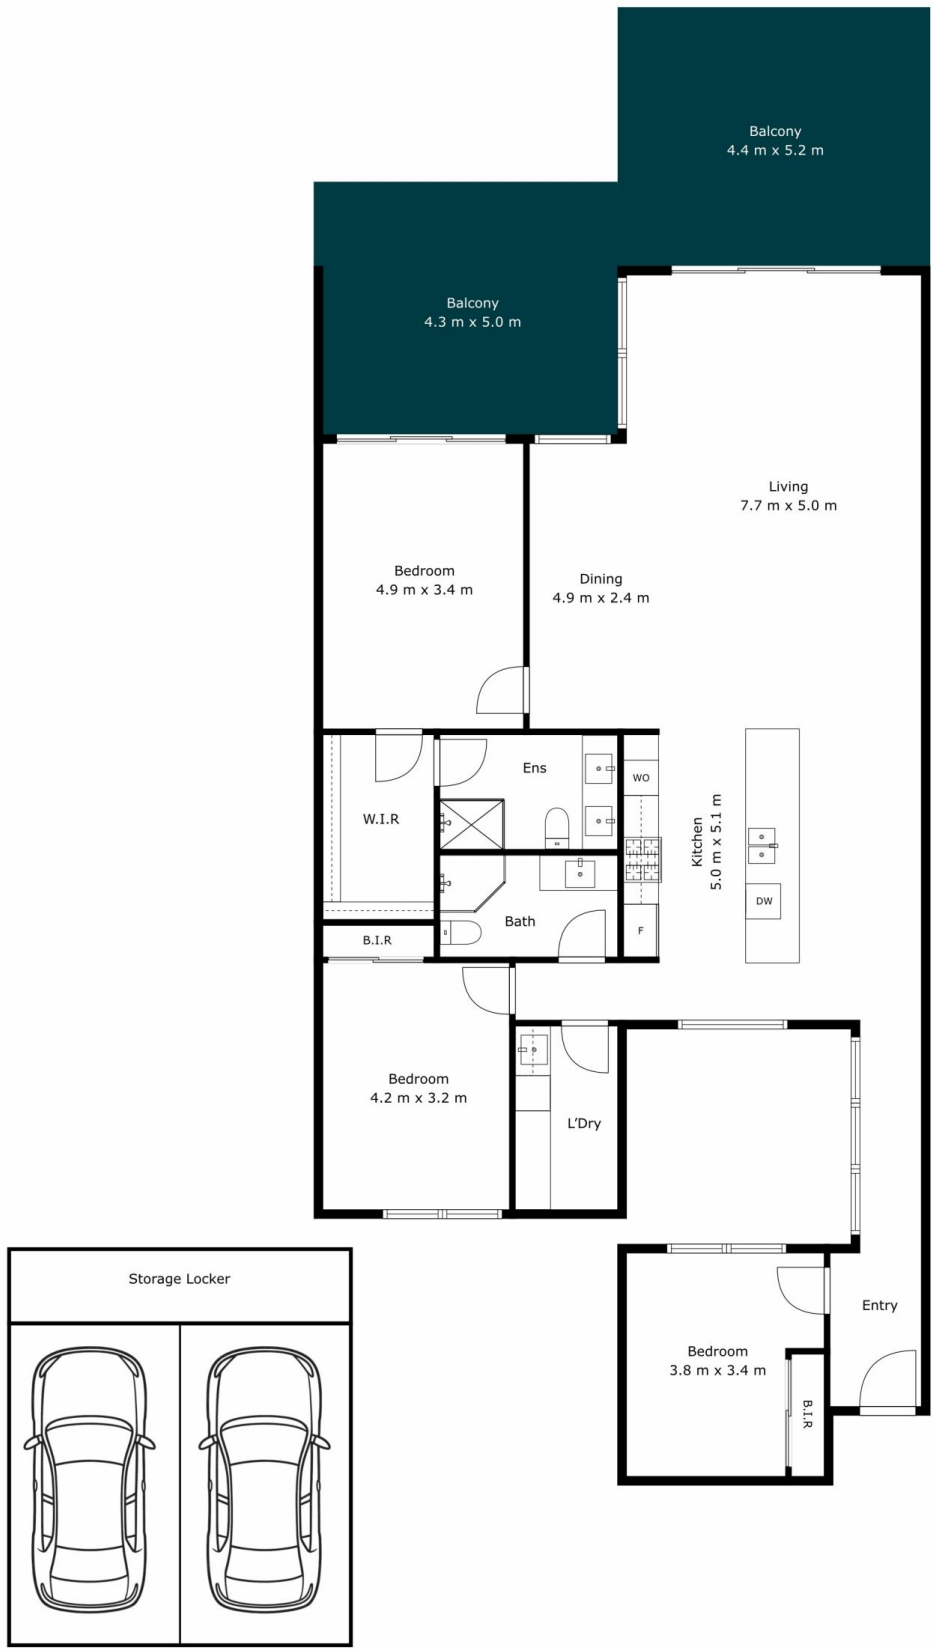 Balcony
4.4 m x 5.2 m
Balcony
4.3 m x 5.0 m
Living
7.7 m x 5.0 m
Bedroom
4.9 m x 3.4 m
Dining
4.9 m x 2.4 m
Ens
WO
W.I.R
Kitchen
5.0 m x 5.1 m
DW
Bath
F
B.I.R
Bedroom
4.2 m x 3.2 m
L'Dry
Storage Locker
Entry
Bedroom
3.8 m x 3.4 m
B.I.R